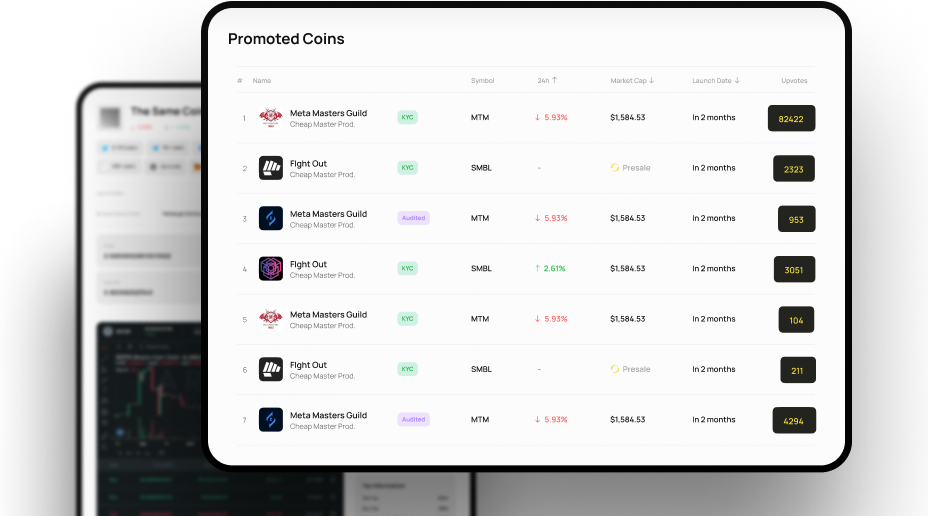 Promoted Coins
# Name Symbol 24h ↑ Market Cap ↓ Launch Date ↓ Upvotes
1 Meta Masters Guild KYC MTM ↓ 5.93% $1,584.53 In 2 months 82422
Cheap Master Prod.
2 FIght Out KYC SMBL - Presale In 2 months 2323
Cheap Master Prod.
3 Meta Masters Guild Audited MTM ↓ 5.93% $1,584.53 In 2 months 953
Cheap Master Prod.
4 FIght Out KYC SMBL ↑ 2.61% $1,584.53 In 2 months 3051
Cheap Master Prod.
5 Meta Masters Guild KYC MTM ↓ 5.93% $1,584.53 In 2 months 104
Cheap Master Prod.
6 FIght Out KYC SMBL - Presale In 2 months 211
Cheap Master Prod.
7 Meta Masters Guild Audited MTM ↓ 5.93% $1,584.53 In 2 months 4294
Cheap Master Prod.
The Same Coi